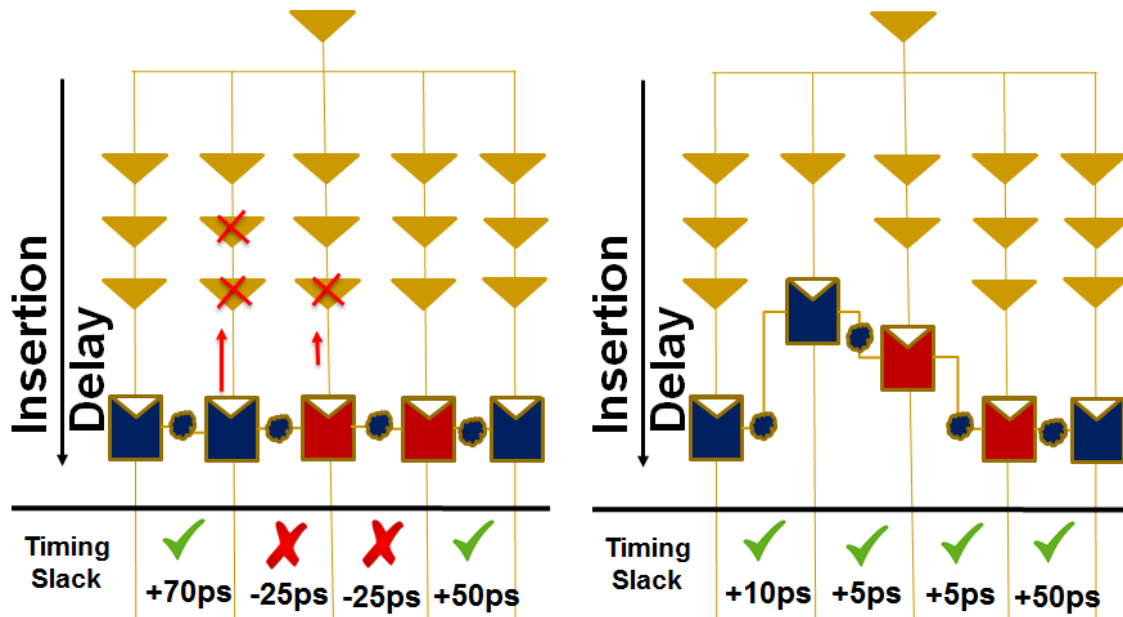 Insertion
Delay
Timing
Slack
+70ps
-25ps
-25ps
+50ps
Insertion
Delay
Timing
Slack
+10ps
+5ps
+5ps
+50ps